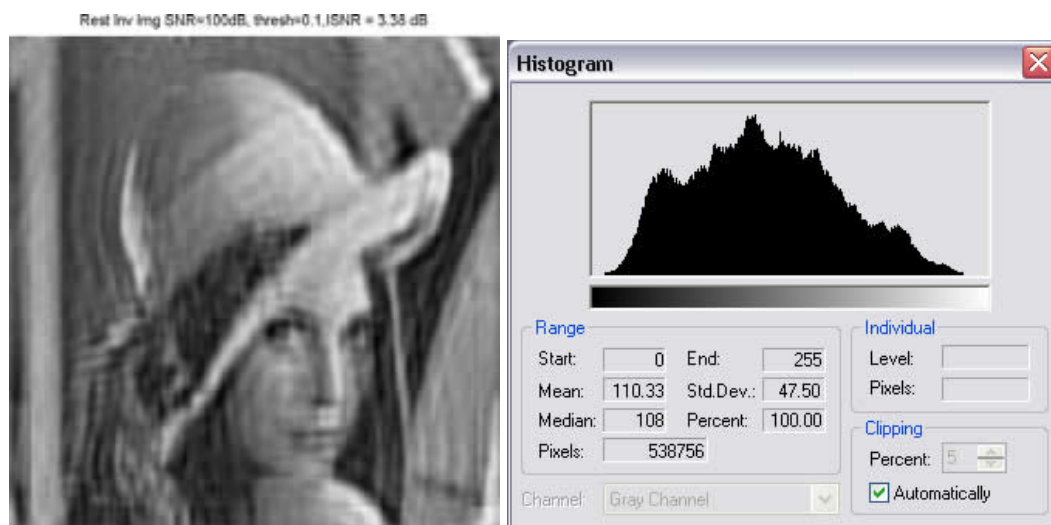 Rest Inv Img SNR=100dB, thresh=0.1,ISNR = 3.38 dB
Histogram
Range
Start: 0 End: 255
Mean: 110.33 Std.Dev.: 47.50
Median: 108 Percent: 100.00
Pixels: 538756
Channel: Gray Channel
Individual
Level:
Pixels:
Clipping
Percent: 5
Automatically